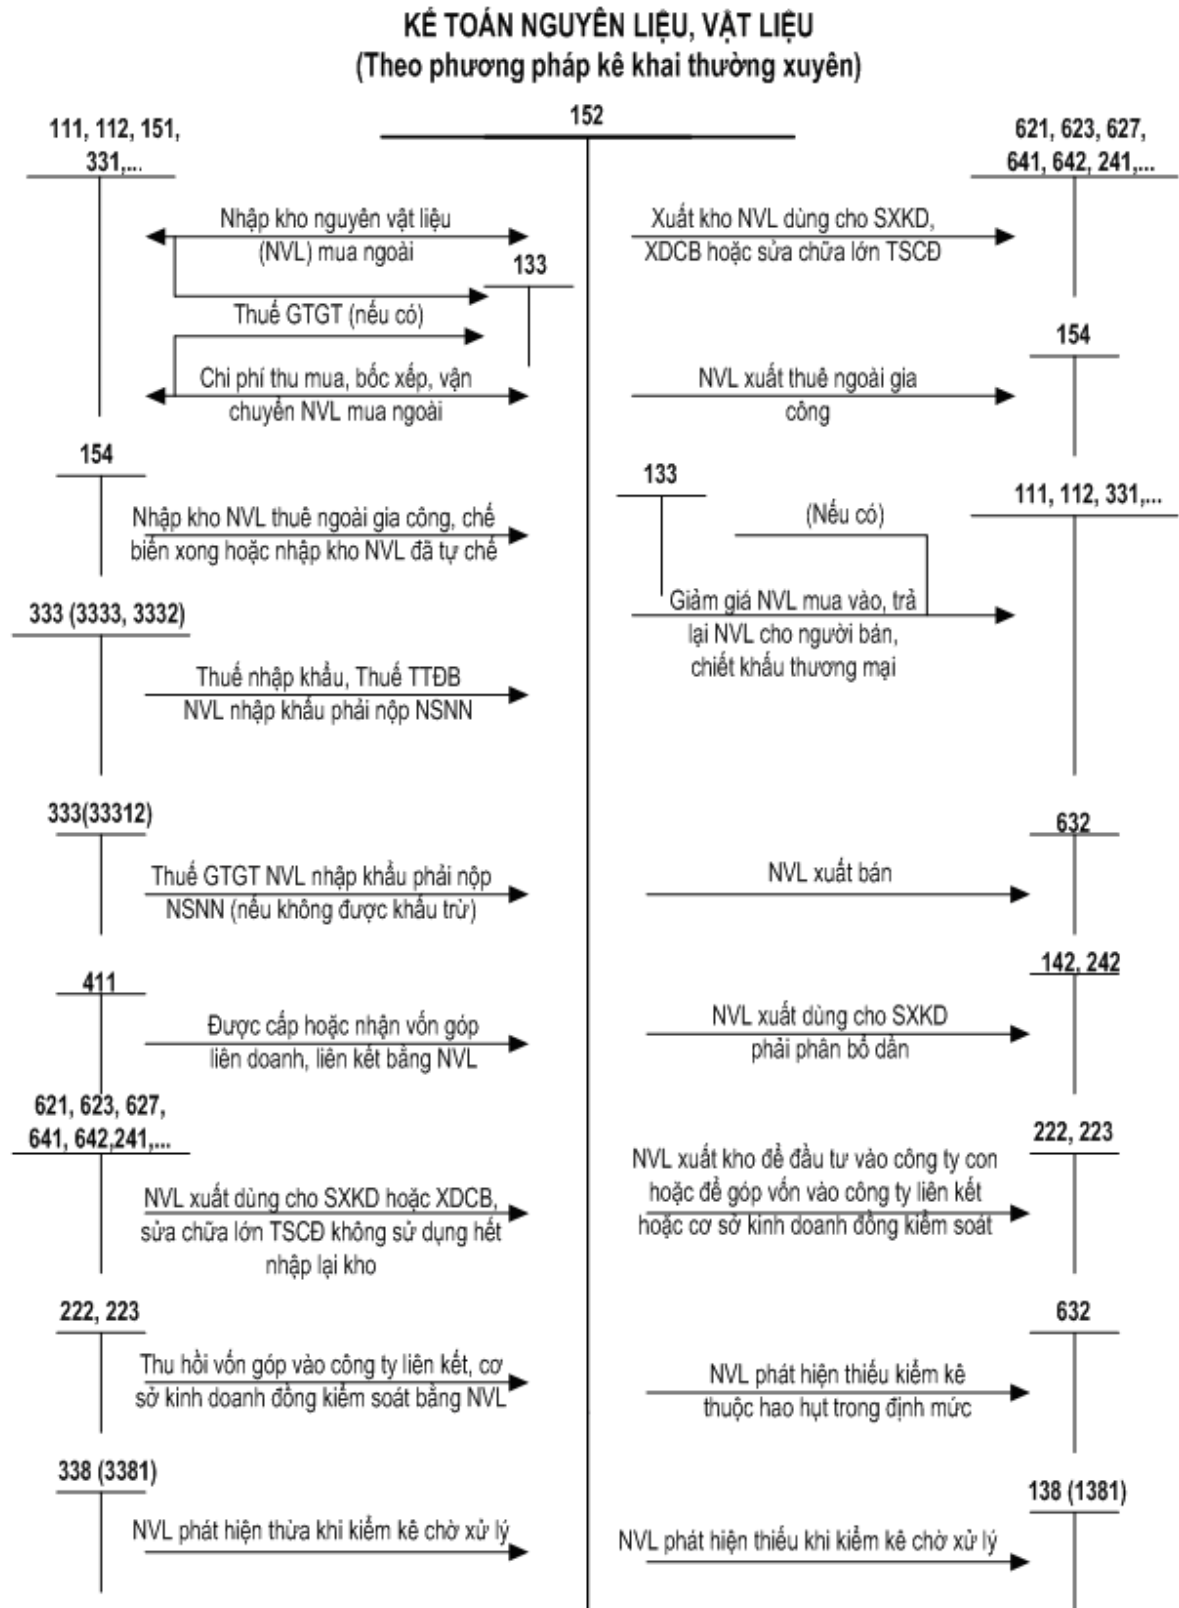 KẾ TOÁN NGUYÊN LIỆU, VẬT LIỆU
(Theo phương pháp kê khai thường xuyên)
152
111, 112, 151,
331,...
621, 623, 627,
641, 642, 241,...
Nhập kho nguyên vật liệu
(NVL) mua ngoài
133
Thuế GTGT (nếu có)
Chi phí thu mua, bốc xếp, vận
chuyển NVL mua ngoài
Xuất kho NVL dùng cho SXKD,
XDCB hoặc sửa chữa lớn TSCĐ
154
NVL xuất thuê ngoài gia
công
154
Nhập kho NVL thuê ngoài gia công, chế
biến xong hoặc nhập kho NVL đã tự chế
133
111, 112, 331,...
(Nếu có)
Giảm giá NVL mua vào, trả
lại NVL cho người bán,
chiết khấu thương mại
333 (3333, 3332)
Thuế nhập khẩu, Thuế TTĐB
NVL nhập khẩu phải nộp NSNN
333(33312)
Thuế GTGT NVL nhập khẩu phải nộp
NSNN (nếu không được khấu trừ)
632
NVL xuất bán
411
Được cấp hoặc nhận vốn góp
liên doanh, liên kết bằng NVL
142, 242
NVL xuất dùng cho SXKD
phải phân bổ dần
621, 623, 627,
641, 642,241,...
NVL xuất dùng cho SXKD hoặc XDCB,
sửa chữa lớn TSCĐ không sử dụng hết
nhập lại kho
222, 223
NVL xuất kho để đầu tư vào công ty con
hoặc để góp vốn vào công ty liên kết
hoặc cơ sở kinh doanh đồng kiểm soát
222, 223
Thu hồi vốn góp vào công ty liên kết, cơ
sở kinh doanh đồng kiểm soát bằng NVL
632
NVL phát hiện thiếu kiểm kê
thuộc hao hụt trong định mức
338 (3381)
NVL phát hiện thừa khi kiểm kê chờ xử lý
138 (1381)
NVL phát hiện thiếu khi kiểm kê chờ xử lý